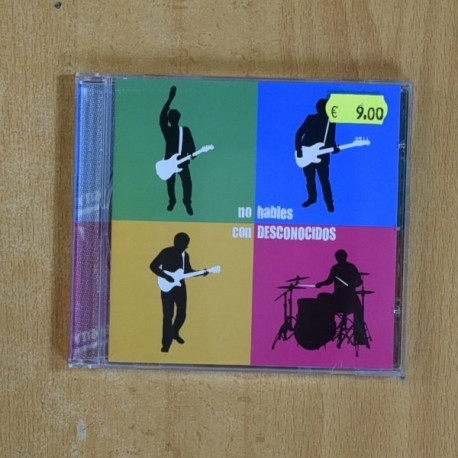 € 9.00
no hables
con DESCONOCIDOS